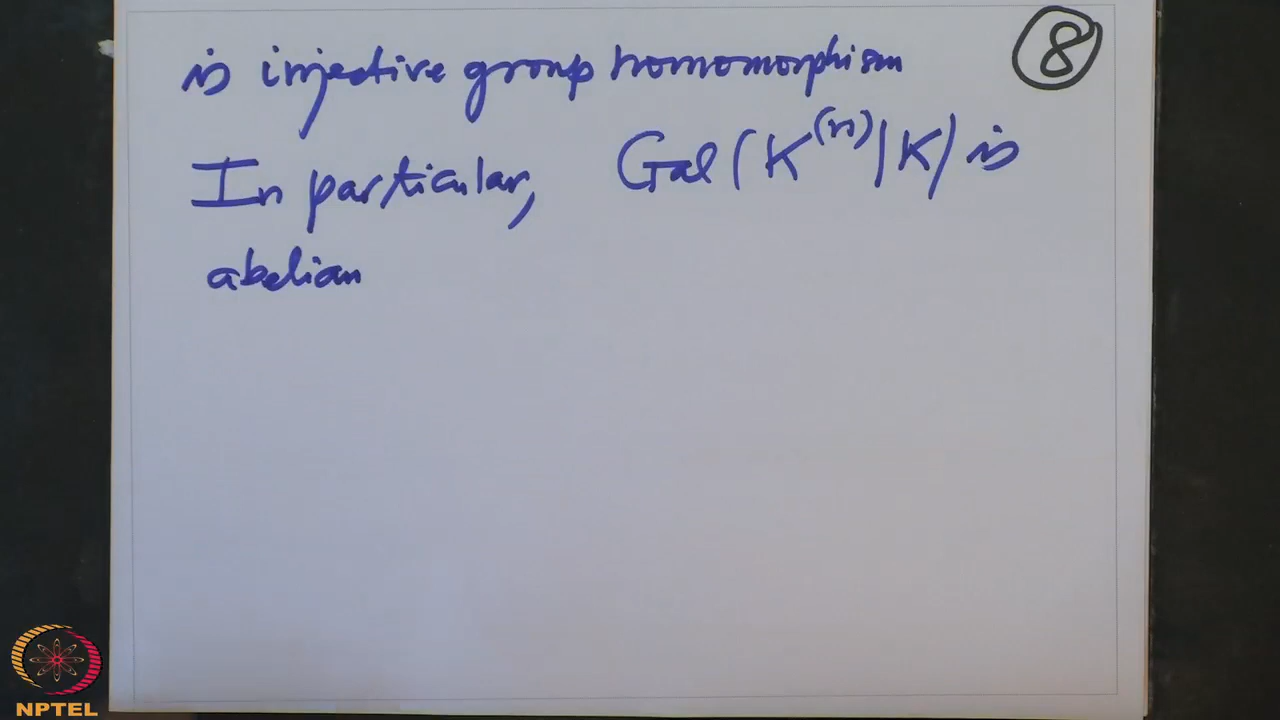 is injective group homomorphism
⑧
In particular, Gal(K^(n)|K) is
abelian
NPTEL